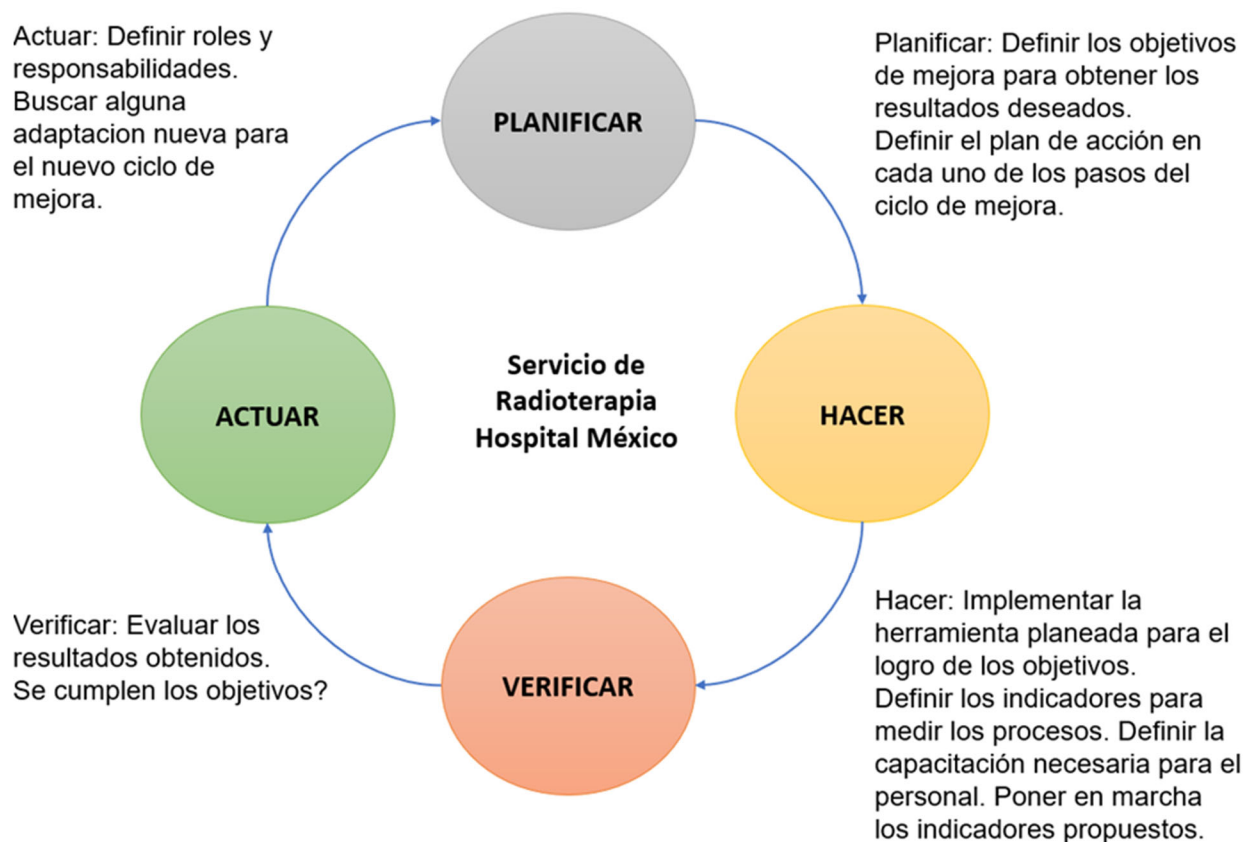 Actuar: Definir roles y
responsabilidades.
Buscar alguna
adaptacion nueva para
el nuevo ciclo de
mejora.
PLANIFICAR
Planificar: Definir los objetivos
de mejora para obtener los
resultados deseados.
Definir el plan de acción en
cada uno de los pasos del
ciclo de mejora.
ACTUAR
Servicio de
Radioterapia
Hospital México
HACER
Verificar: Evaluar los
resultados obtenidos.
Se cumplen los objetivos?
VERIFICAR
Hacer: Implementar la
herramienta planeada para el
logro de los objetivos.
Definir los indicadores para
medir los procesos. Definir la
capacitación necesaria para el
personal. Poner en marcha
los indicadores propuestos.